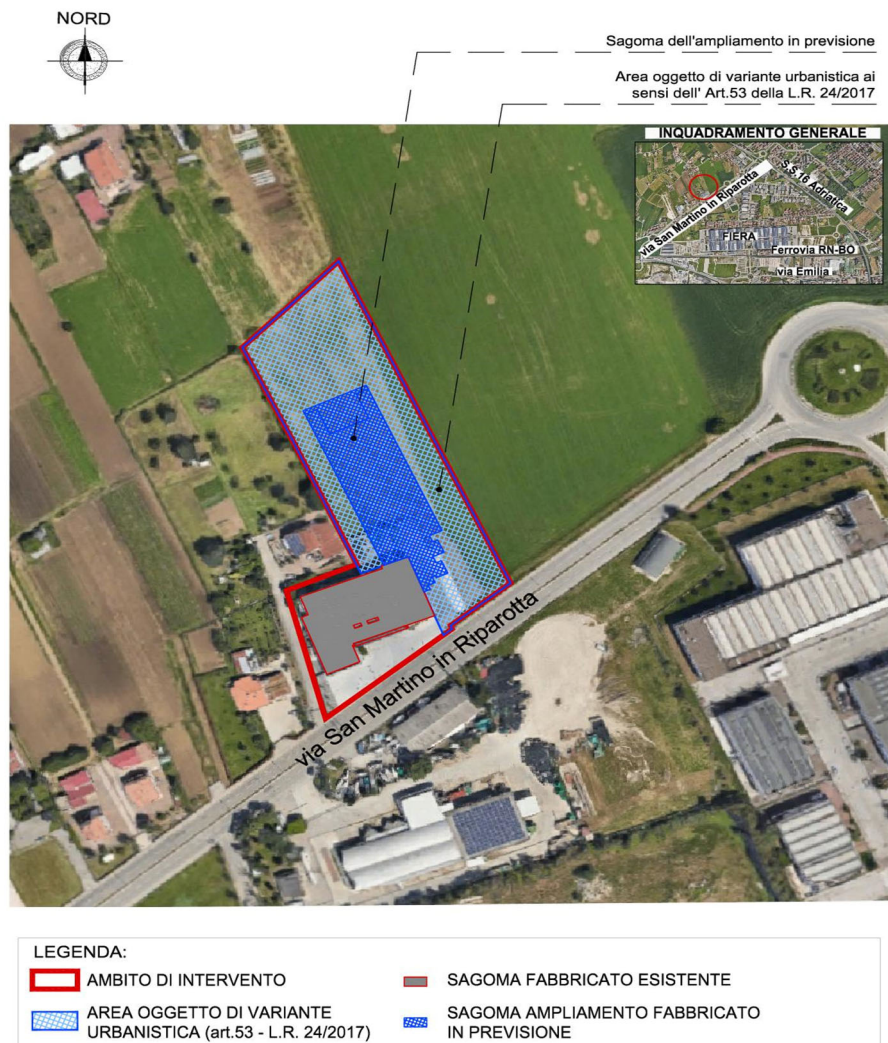 NORD
Sagoma dell'ampliamento in previsione
Area oggetto di variante urbanistica ai
sensi dell' Art.53 della L.R. 24/2017
INQUADRAMENTO GENERALE
S.S.16 Adriatica
via San Martino in Riparotta
FIERA
Ferrovia RN-BO
via Emilia
via San Martino in Riparotta
LEGENDA:
AMBITO DI INTERVENTO
SAGOMA FABBRICATO ESISTENTE
AREA OGGETTO DI VARIANTE
URBANISTICA (art.53 - L.R. 24/2017)
SAGOMA AMPLIAMENTO FABBRICATO
IN PREVISIONE